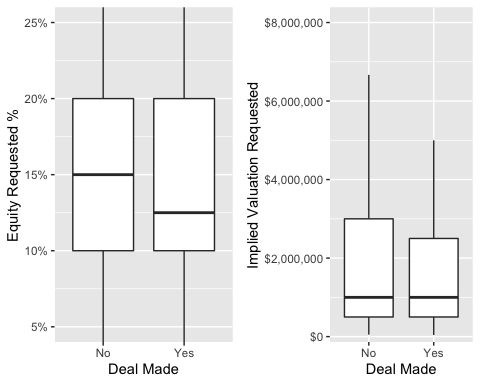 Equity Requested %
25%
20%
15%
10%
5%
No Yes
Deal Made
Implied Valuation Requested
$8,000,000
$6,000,000
$4,000,000
$2,000,000
$0
No Yes
Deal Made